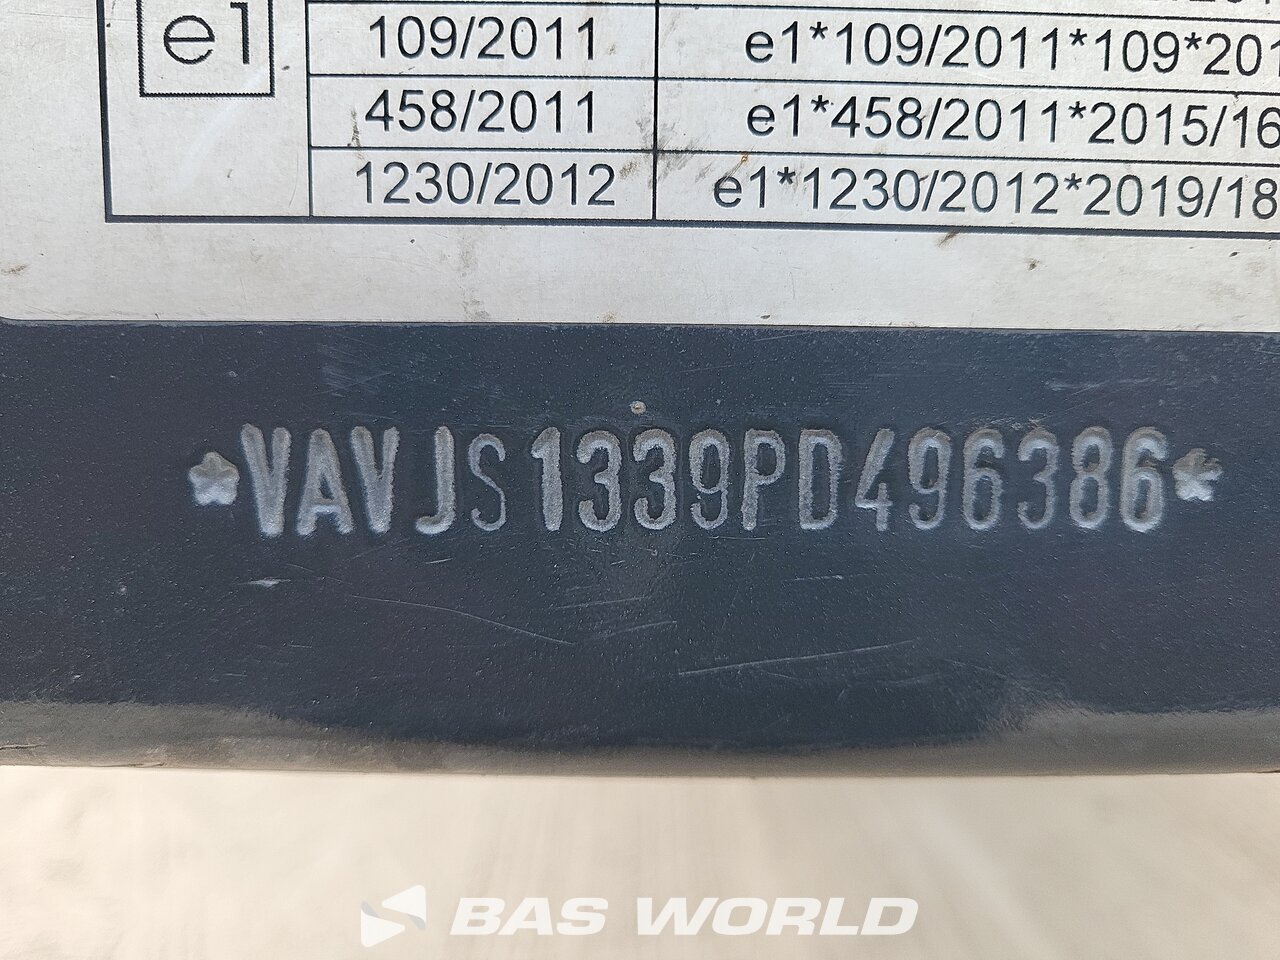 e1
109/2011 e1*109/2011*109*201
458/2011 e1*458/2011*2015/16
1230/2012 e1*1230/2012*2019/18
*VAVJS1339PD496386*
BAS WORLD